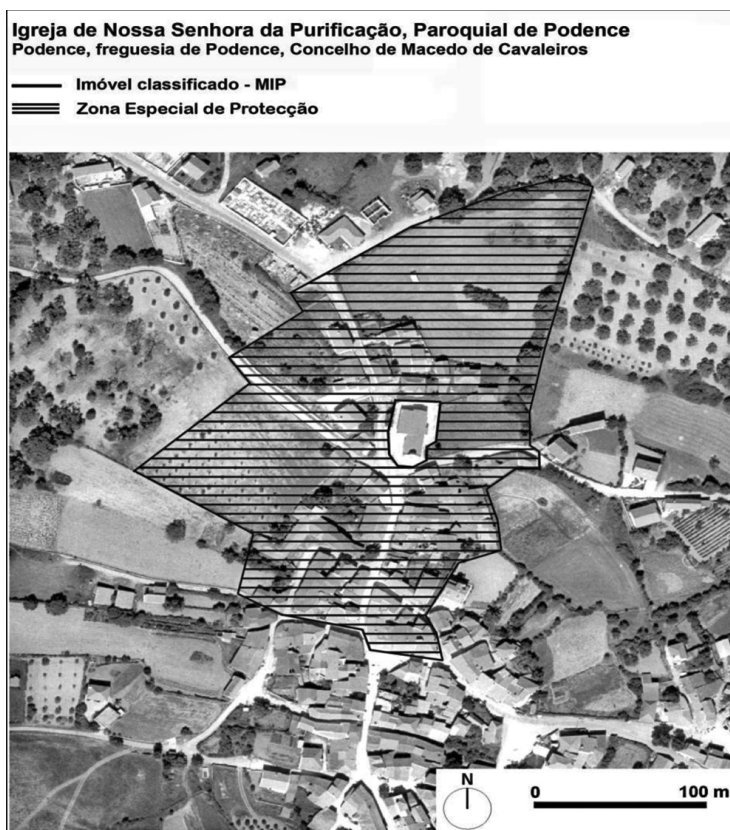 Igreja de Nossa Senhora da Purificação, Paroquial de Podence
Podence, freguesia de Podence, Concelho de Macedo de Cavaleiros
Imóvel classificado - MIP
Zona Especial de Protecção
N
0 100 m